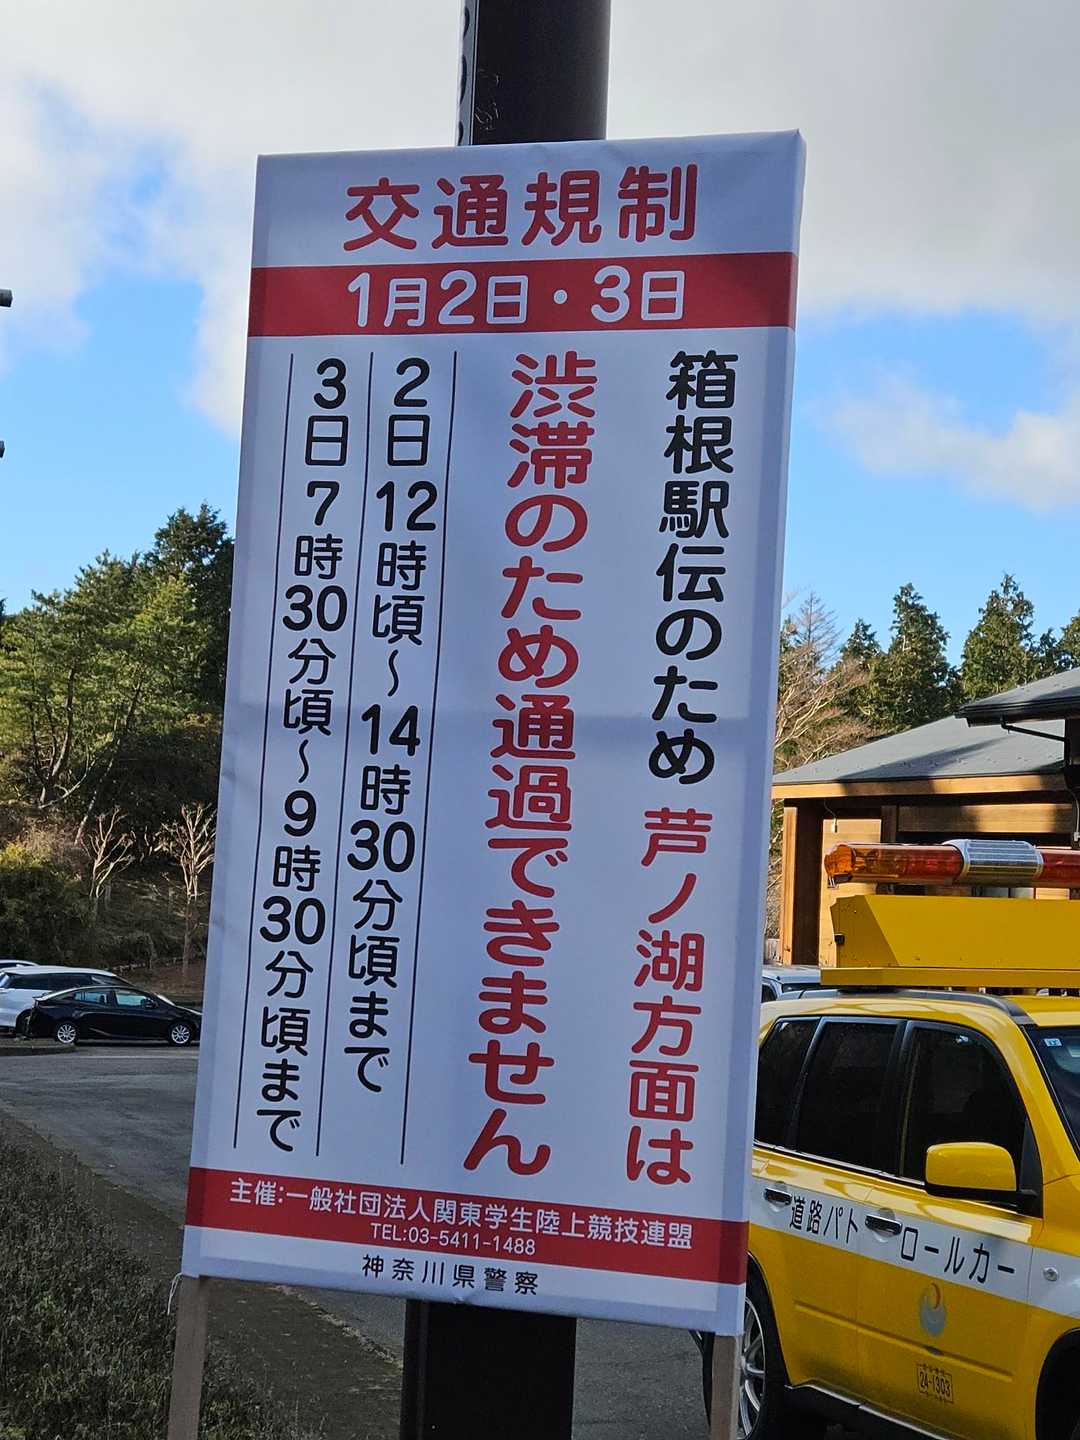 交通規制
1月2日・3日
箱根駅伝のため 芦ノ湖方面は
渋滞のため通過できません
2日 12時頃～14時30分頃まで
3日 7時30分頃～9時30分頃まで
主催:一般社団法人関東学生陸上競技連盟
TEL:03-5411-1488
神奈川県警察
道路パトロールカー
24-1303